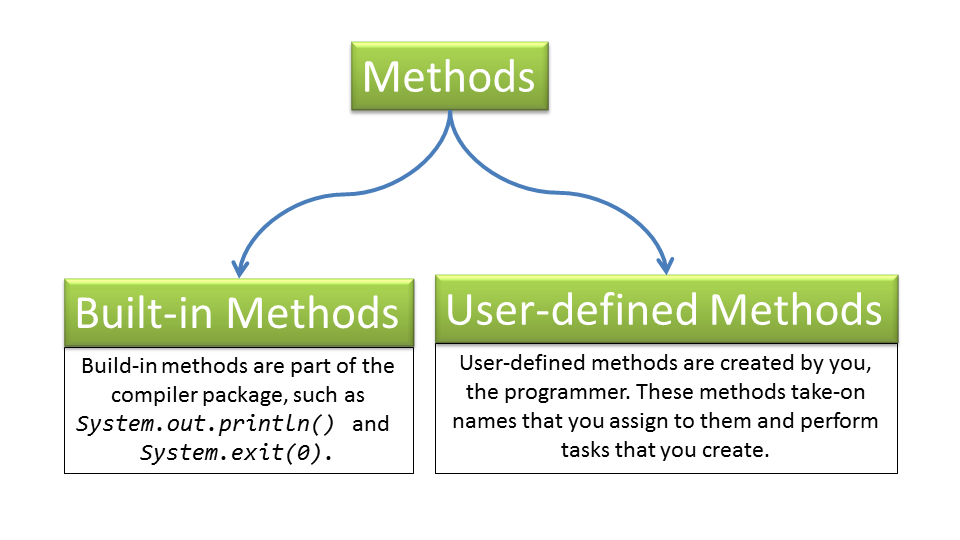 Methods
Built-in Methods
Build-in methods are part of the
compiler package, such as
System.out.println() and
System.exit(0).
User-defined Methods
User-defined methods are created by you,
the programmer. These methods take-on
names that you assign to them and perform
tasks that you create.